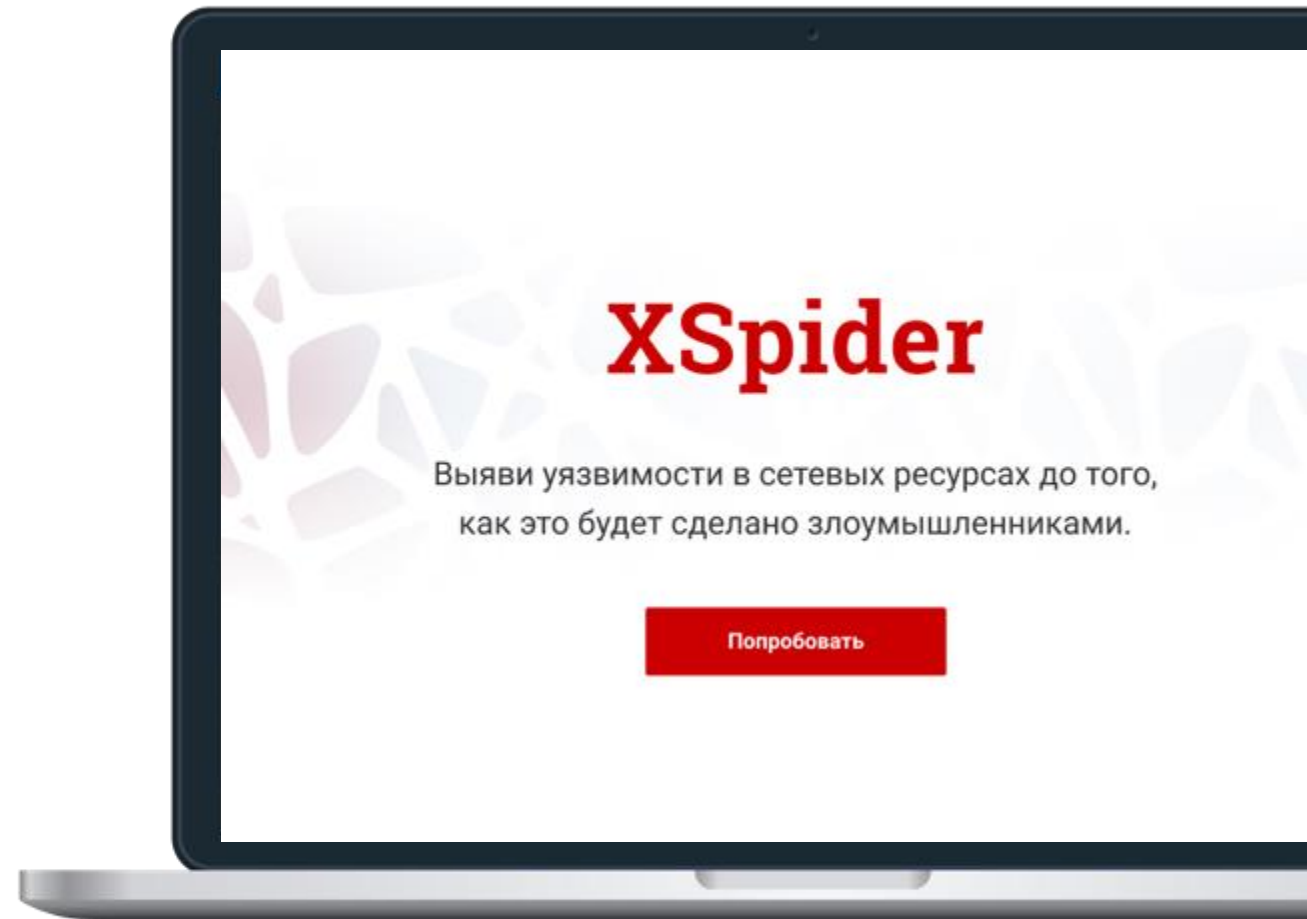 XSpider
Выяви уязвимости в сетевых ресурсах до того,
как это будет сделано злоумышленниками.
Попробовать